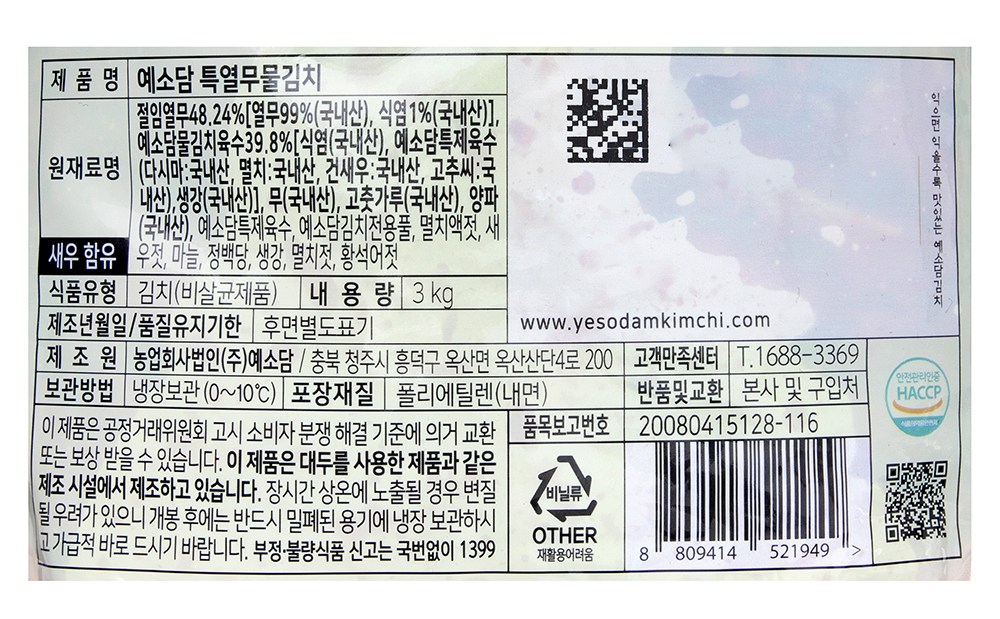 제 품 명 예소담 특열무물김치
원재료명
절임열무48.24%[열무99%(국내산), 식염1%(국내산)],
예소담물김치육수39.8%[식염(국내산), 예소담특제육수
(다시마:국내산, 멸치:국내산, 건새우:국내산, 고추씨:국
내산), 생강(국내산)], 무(국내산), 고춧가루(국내산), 양파
(국내산), 예소담특제육수, 예소담김치전용풀, 멸치액젓, 새
우젓, 마늘, 정백당, 생강, 멸치젓, 황석어젓
새우 함유
식품유형 김치(비살균제품) 내 용 량 3 kg
제조년월일/품질유지기한 후면별도표기
익으면 익을수록 맛있는 예소담김치
www.yesodamkimchi.com
제 조 원 농업회사법인(주)예소담 / 충북 청주시 흥덕구 옥산면 옥산산단4로 200 고객만족센터 T.1688-3369
보관방법 냉장보관 (0~10℃) 포장재질 폴리에틸렌(내면) 반품및교환 본사 및 구입처
안전관리인증
HACCP
품목보고번호 20080415128-116
이 제품은 공정거래위원회 고시 소비자 분쟁 해결 기준에 의거 교환
또는 보상 받을 수 있습니다. 이 제품은 대두를 사용한 제품과 같은
제조 시설에서 제조하고 있습니다. 장시간 상온에 노출될 경우 변질
될 우려가 있으니 개봉 후에는 반드시 밀폐된 용기에 냉장 보관하시
고 가급적 바로 드시기 바랍니다. 부정·불량식품 신고는 국번없이 1399
비닐류
OTHER
재활용어려움
8 809414 521949 >